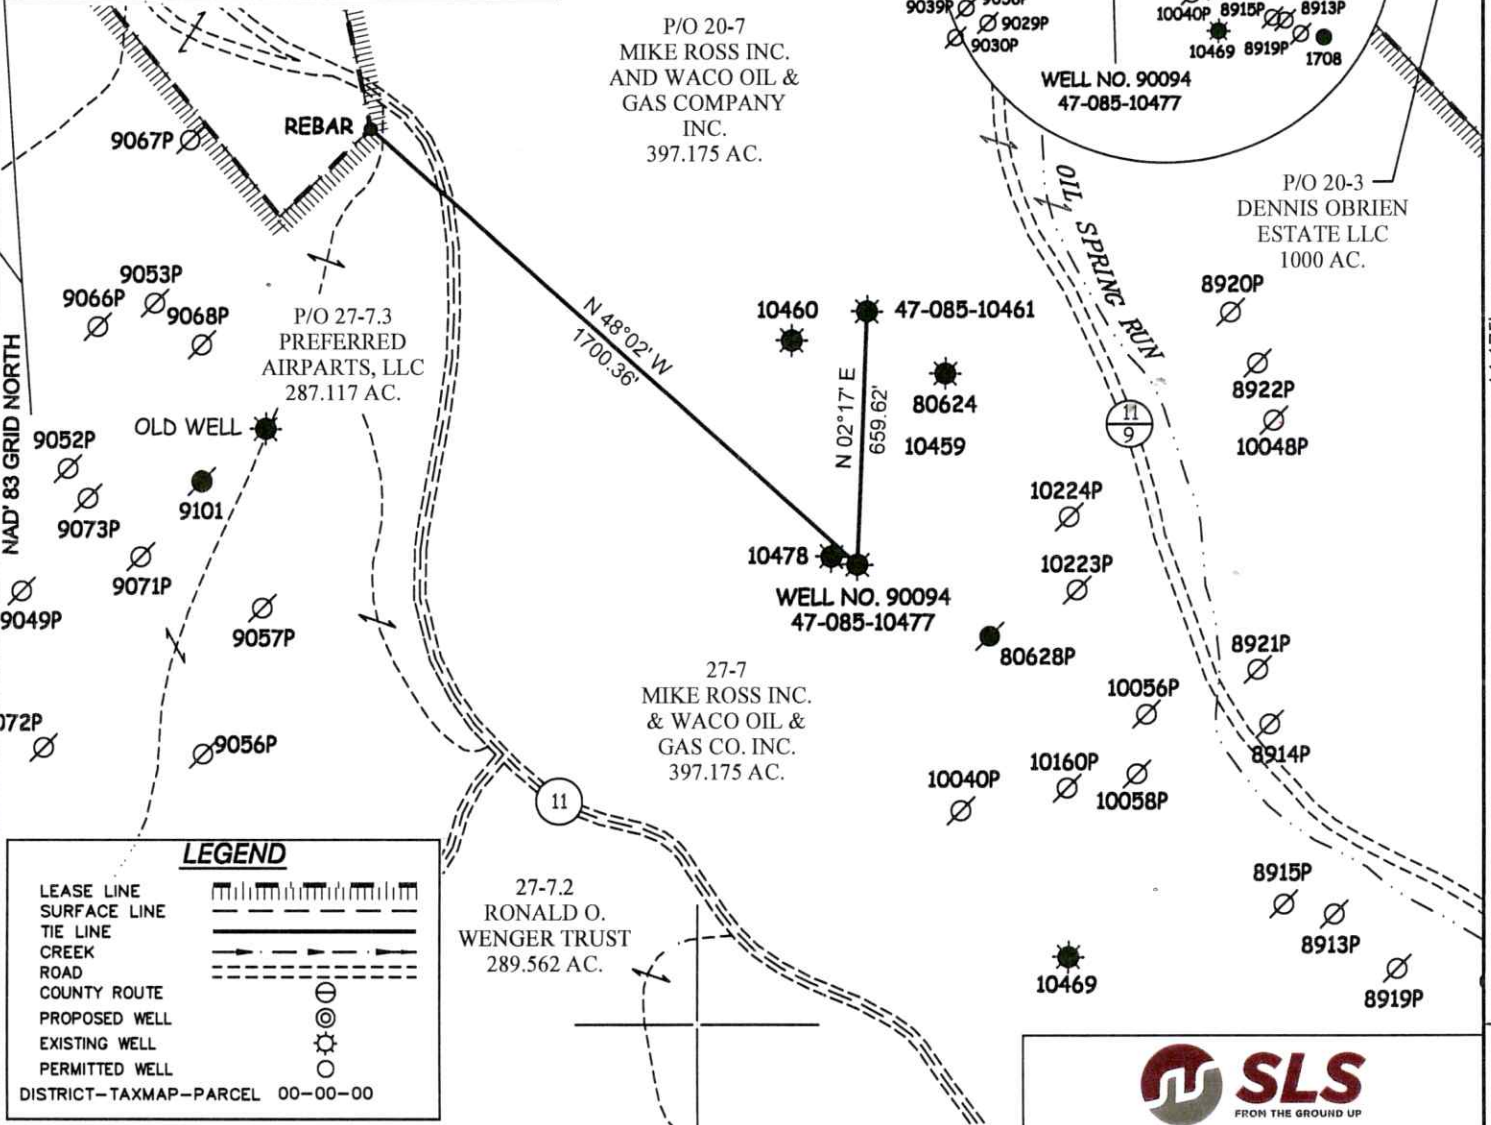 P/O 20-7
MIKE ROSS INC.
AND WACO OIL &
GAS COMPANY
INC.
397.175 AC.
9039P
9029P
9030P
10040P
8915P
8913P
10469
8919P
1708
WELL NO. 90094
47-085-10477
REBAR
9067P
OIL SPRING RUN
P/O 20-3
DENNIS OBRIEN
ESTATE LLC
1000 AC.
9053P
9066P
9068P
P/O 27-7.3
PREFERRED
AIRPARTS, LLC
287.117 AC.
N 48°02' W
1700.36'
10460
47-085-10461
8920P
NAD' 83 GRID NORTH
OLD WELL
9052P
9101
9073P
9071P
9049P
9057P
N 02°17' E
659.62'
80624
10459
11
9
8922P
10048P
10224P
10223P
10478
WELL NO. 90094
47-085-10477
80628P
8921P
10056P
8914P
072P
9056P
27-7
MIKE ROSS INC.
& WACO OIL &
GAS CO. INC.
397.175 AC.
10040P
10160P
10058P
11
8915P
8913P
8919P
10469
27-7.2
RONALD O.
WENGER TRUST
289.562 AC.
LEGEND
LEASE LINE
SURFACE LINE
TIE LINE
CREEK
ROAD
COUNTY ROUTE
PROPOSED WELL
EXISTING WELL
PERMITTED WELL
DISTRICT-TAXMAP-PARCEL 00-00-00
SLS
FROM THE GROUND UP